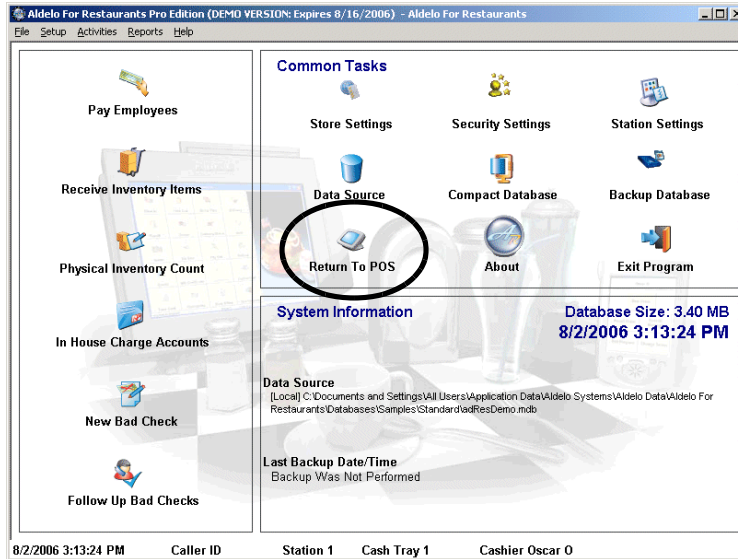 Aldelo For Restaurants Pro Edition (DEMO VERSION: Expires 8/16/2006) - Aldelo For Restaurants
File Setup Activities Reports Help
Pay Employees
Receive Inventory Items
Physical Inventory Count
In House Charge Accounts
New Bad Check
Follow Up Bad Checks
Common Tasks
Store Settings Security Settings Station Settings
Data Source Compact Database Backup Database
Return To POS About Exit Program
System Information Database Size: 3.40 MB
8/2/2006 3:13:24 PM
Data Source
[Local] C:\Documents and Settings\All Users\Application Data\Aldelo Systems\Aldelo Data\Aldelo For
Restaurants\Databases\Samples\Standard\adResDemo.mdb
Last Backup Date/Time
Backup Was Not Performed
8/2/2006 3:13:24 PM Caller ID Station 1 Cash Tray 1 Cashier Oscar O